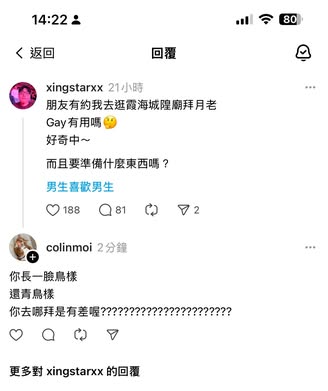 14:22
80
返回
回覆
xingstarxx 21小時
朋友有約我去逛霞海城隍廟拜月老
Gay有用嗎🤔
好奇中～
而且要準備什麼東西嗎？
男生喜歡男生
188 81 2
colinmoi 2分鐘
你長一臉鳥樣
還青鳥樣
你去哪拜是有差喔???????????????????????
更多對 xingstarxx 的回覆